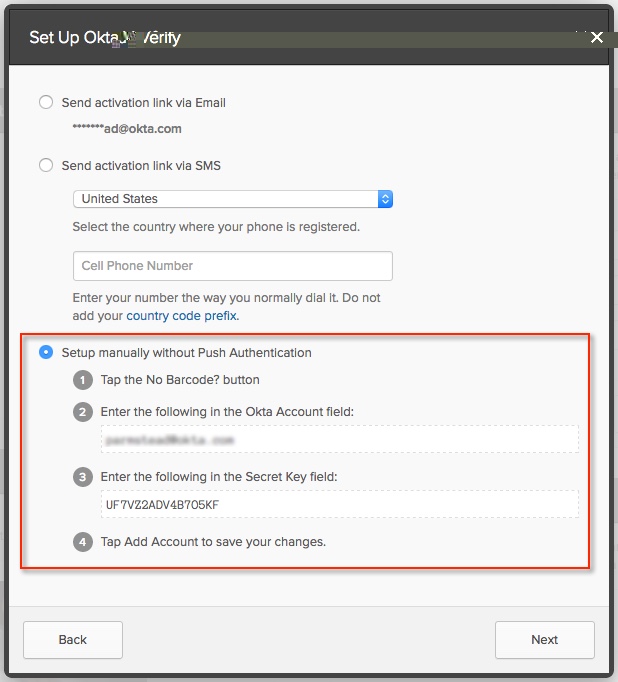 Set Up Okta Verify
Send activation link via Email
*******ad@okta.com
Send activation link via SMS
United States
Select the country where your phone is registered.
Cell Phone Number
Enter your number the way you normally dial it. Do not
add your country code prefix.
Setup manually without Push Authentication
1 Tap the No Barcode? button
2 Enter the following in the Okta Account field:
3 Enter the following in the Secret Key field:
UF7VZ2ADV4B7O5KF
4 Tap Add Account to save your changes.
Back
Next